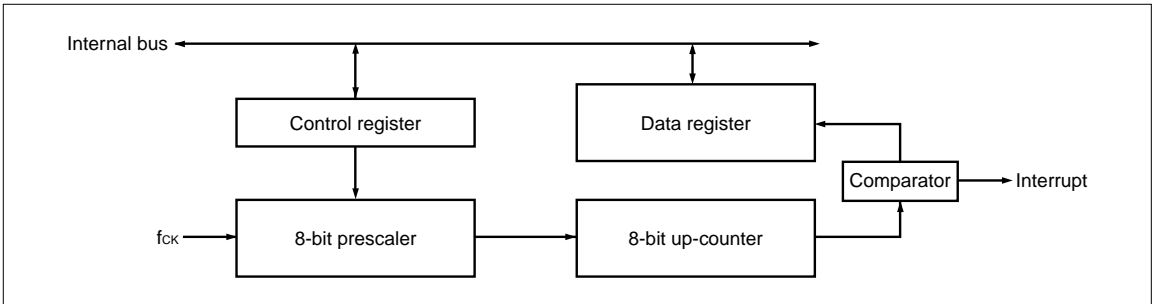 Internal bus
Control register
Data register
Comparator
Interrupt
fCK
8-bit prescaler
8-bit up-counter